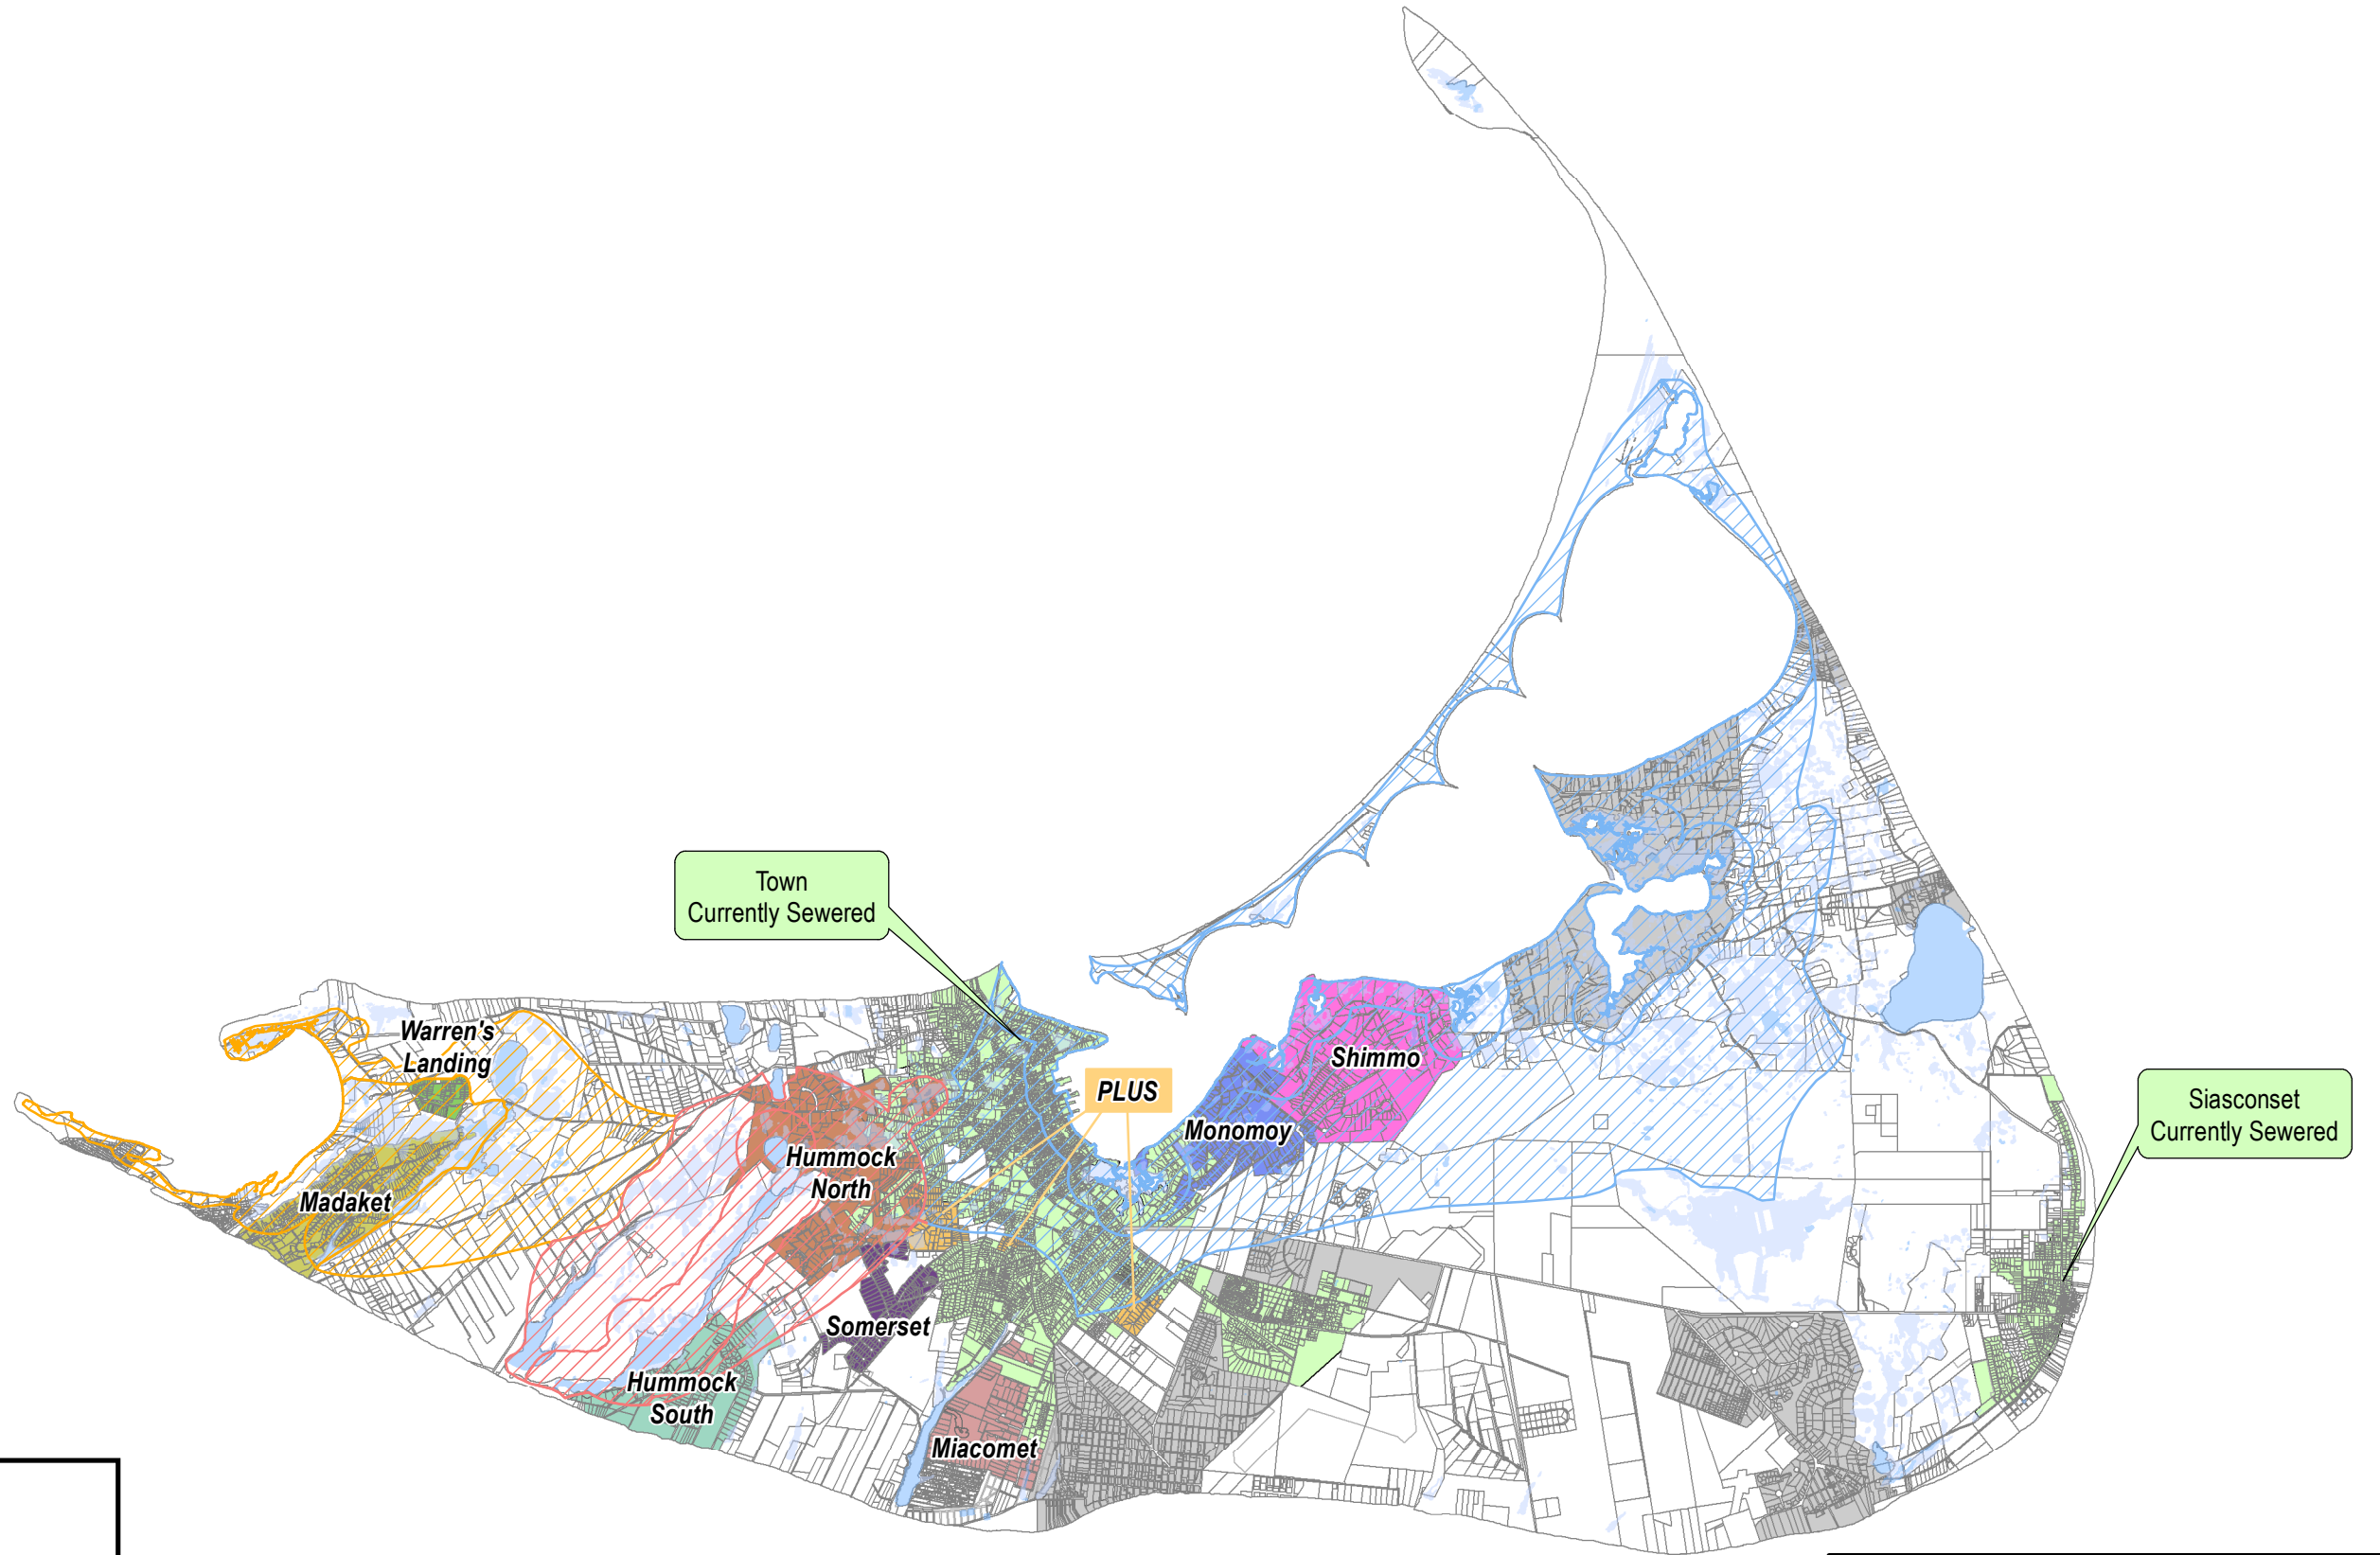 Town
Currently Sewered
Warren's
Landing
Shimmo
PLUS
Siasconset
Currently Sewered
Monomoy
Hummock
North
Madaket
Somerset
Hummock
South
Miacomet